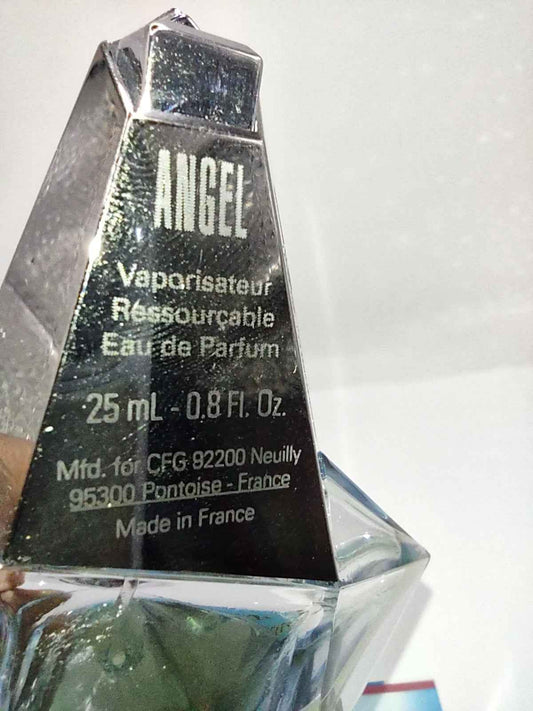 ANGEL
Vaporisateur
Ressourçable
Eau de Parfum
25 mL - 0.8 Fl. Oz.
Mfd. for CFG 92200 Neuilly
95300 Pontoise - France
Made in France